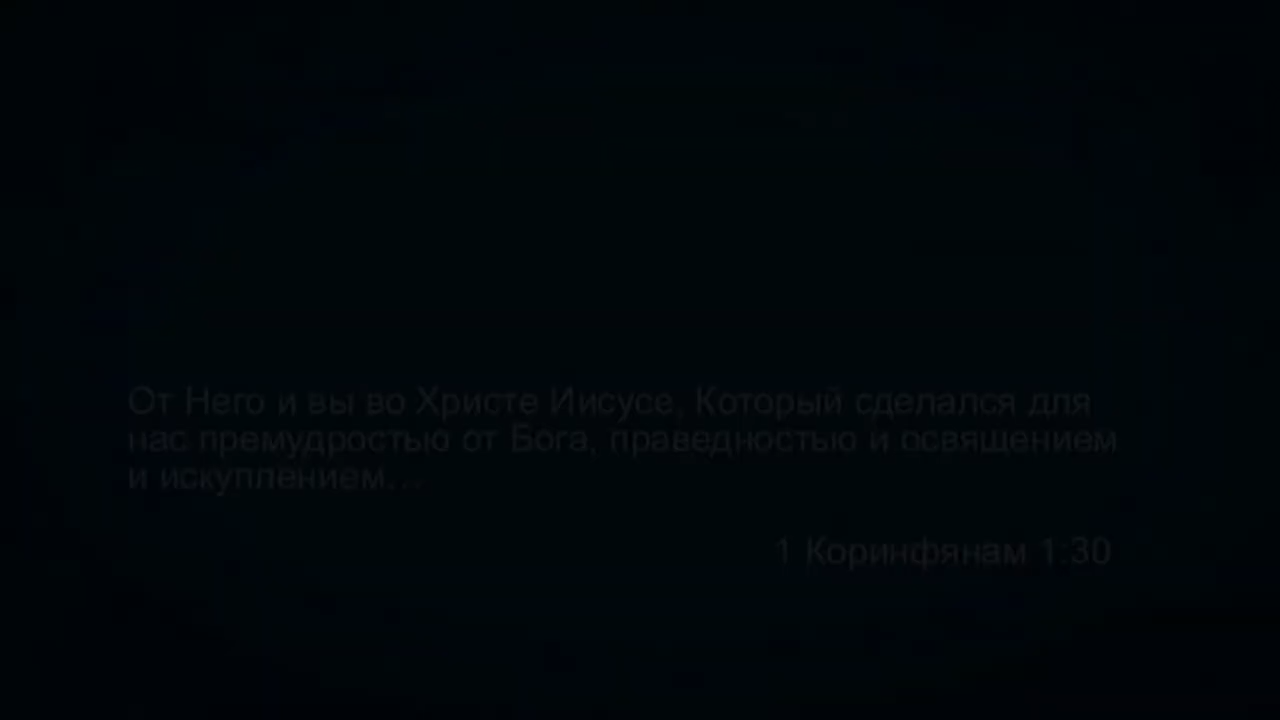 От Него и вы во Христе Иисусе, Который сделался для
нас премудростью от Бога, праведностью и освящением
и искуплением...
1 Коринфянам 1:30